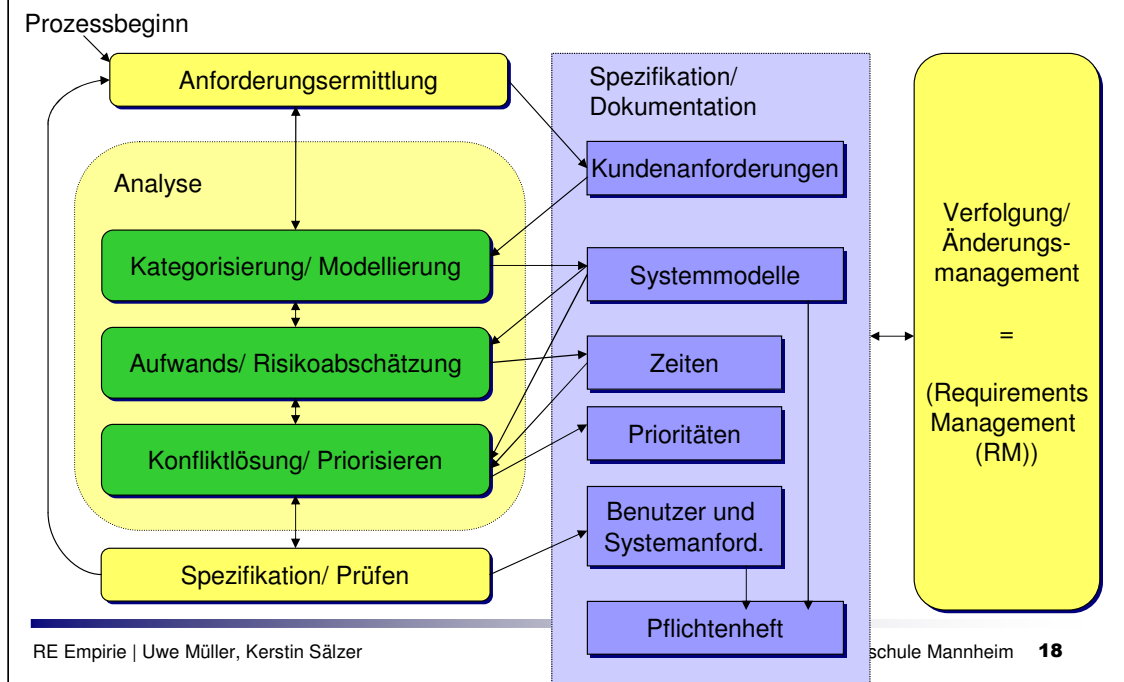 Prozessbeginn
Anforderungsermittlung
Analyse
Kategorisierung/ Modellierung
Aufwands/ Risikoabschätzung
Konfliktlösung/ Priorisieren
Spezifikation/ Prüfen
Spezifikation/
Dokumentation
Kundenanforderungen
Systemmodelle
Zeiten
Prioritäten
Benutzer und
Systemanford.
Pflichtenheft
Verfolgung/
Änderungs-
management
=
(Requirements
Management
(RM))
RE Empirie | Uwe Müller, Kerstin Sälzer
schule Mannheim 18